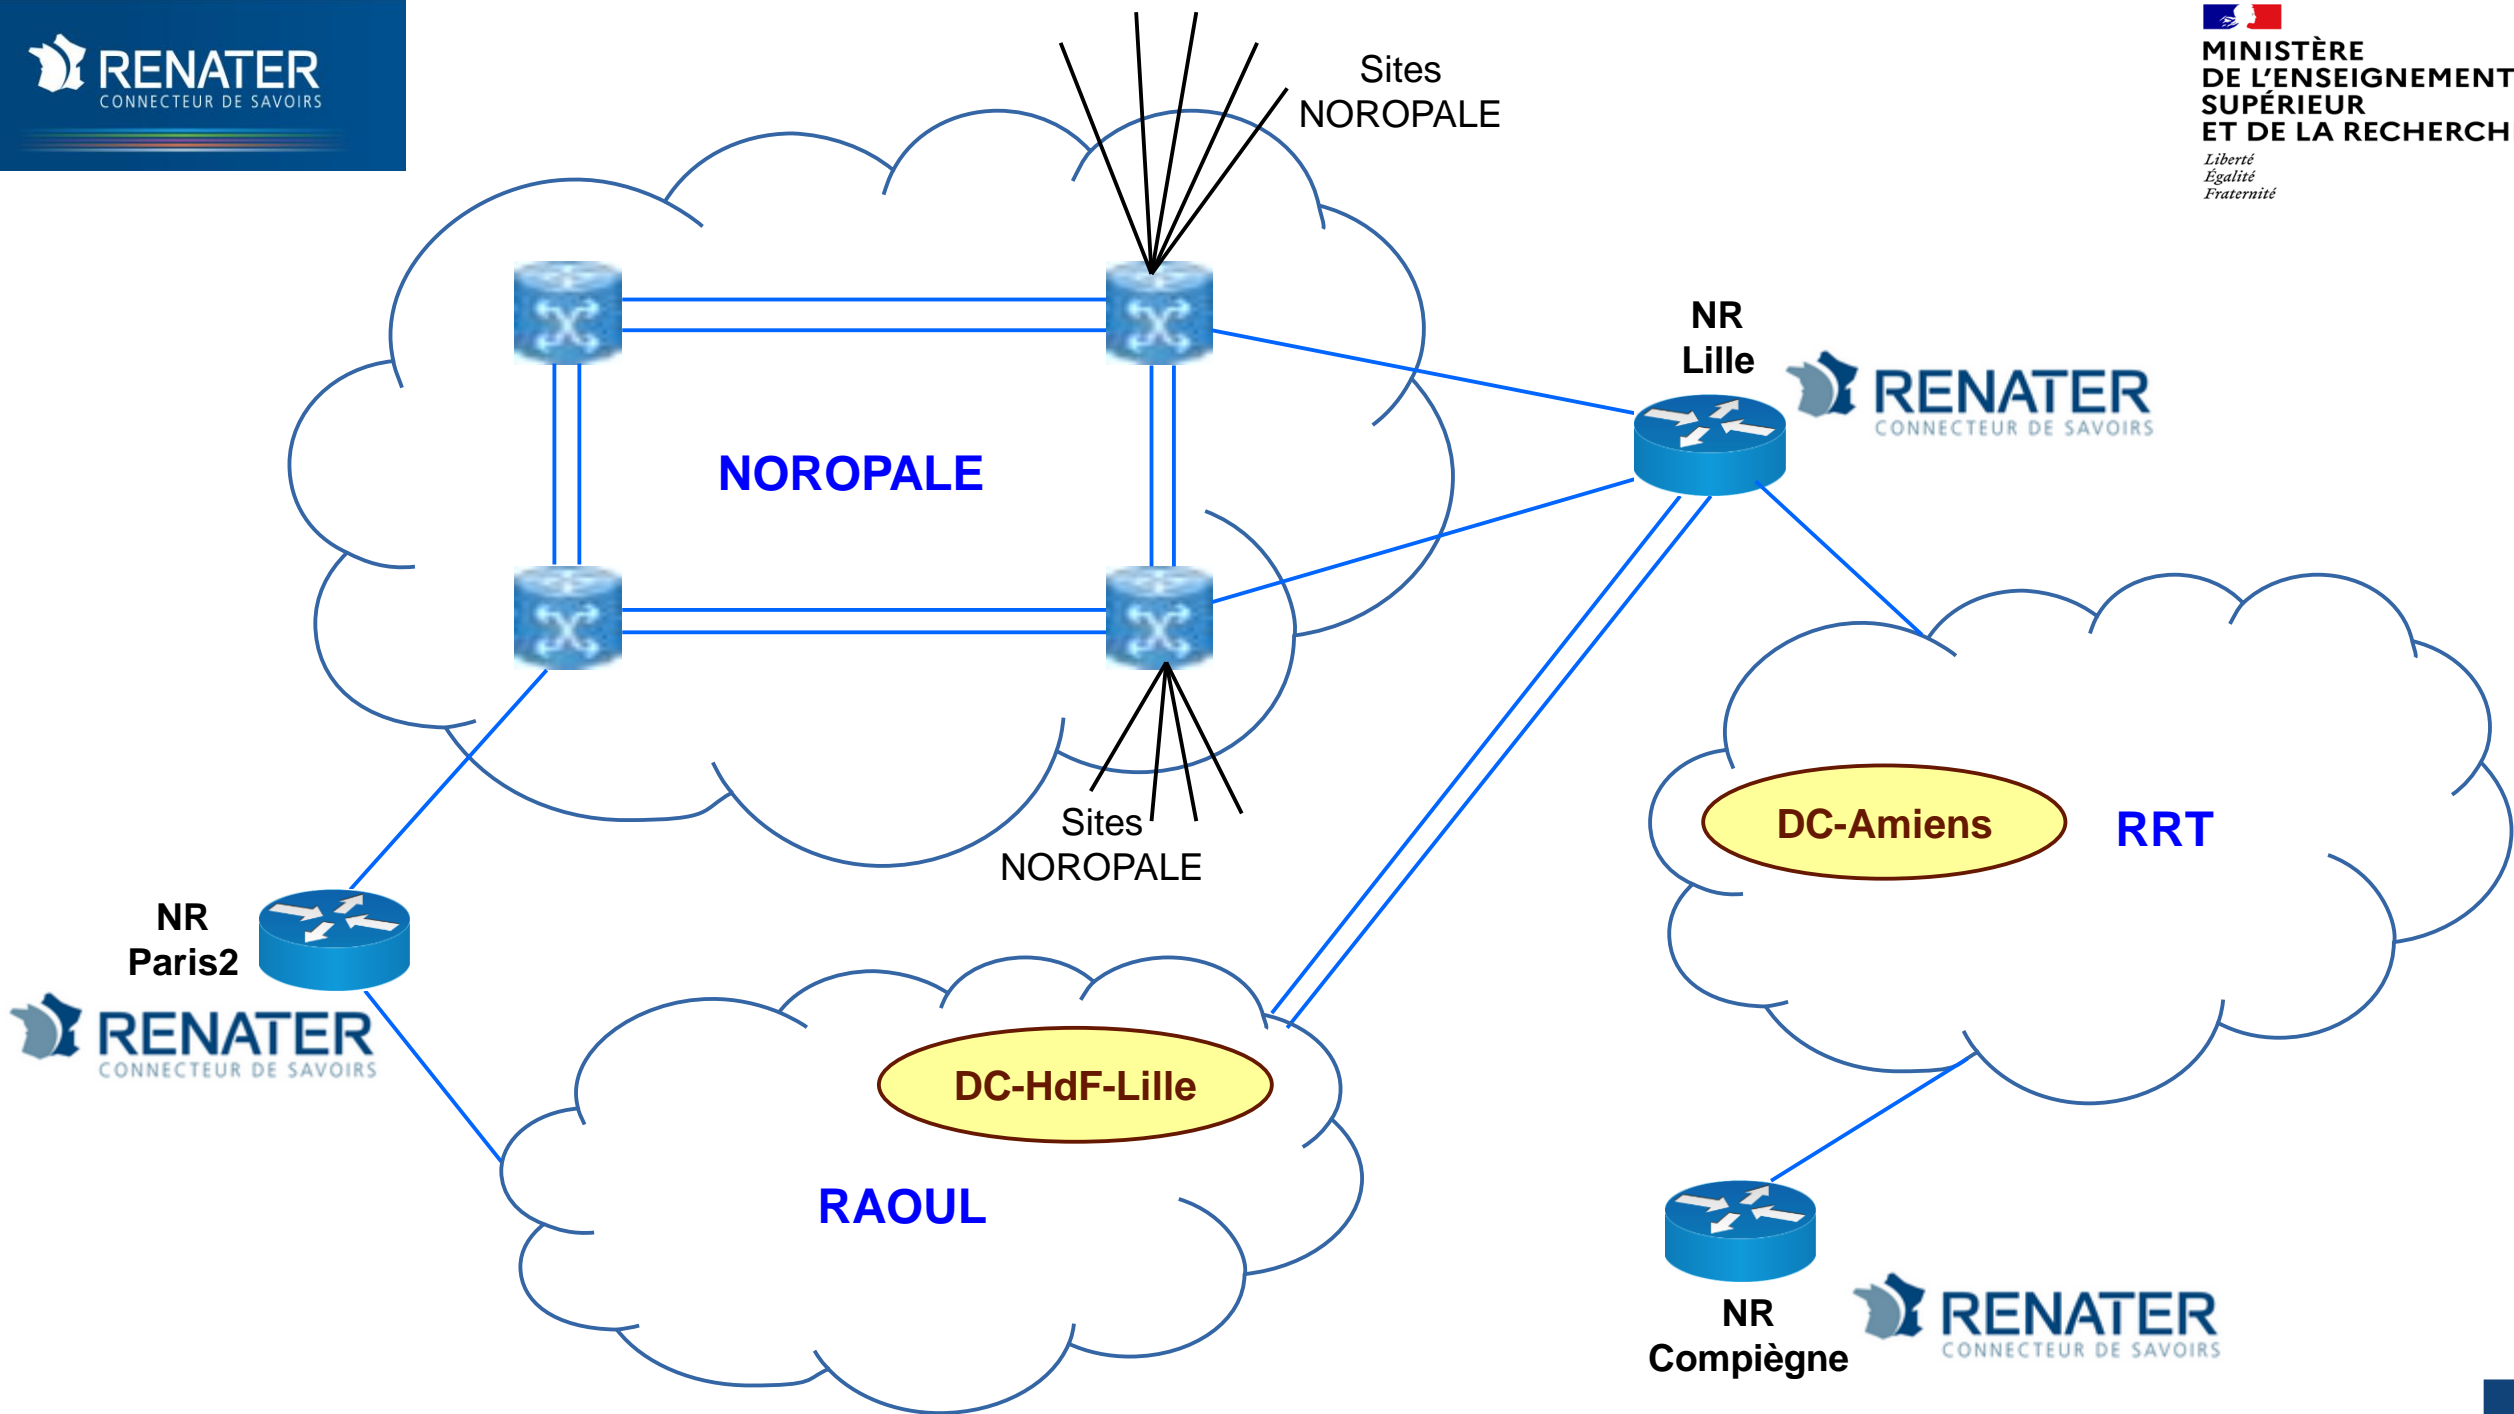 RENATER
CONNECTEUR DE SAVOIRS
Sites
NOROPALE
MINISTÈRE
DE L'ENSEIGNEMENT
SUPÉRIEUR
ET DE LA RECHERCH
Liberté
Égalité
Fraternité
NR
Lille
RENATER
CONNECTEUR DE SAVOIRS
NOROPALE
Sites
NOROPALE
DC-Amiens
RRT
NR
Paris2
RENATER
CONNECTEUR DE SAVOIRS
DC-HdF-Lille
RAOUL
NR
Compiègne
RENATER
CONNECTEUR DE SAVOIRS